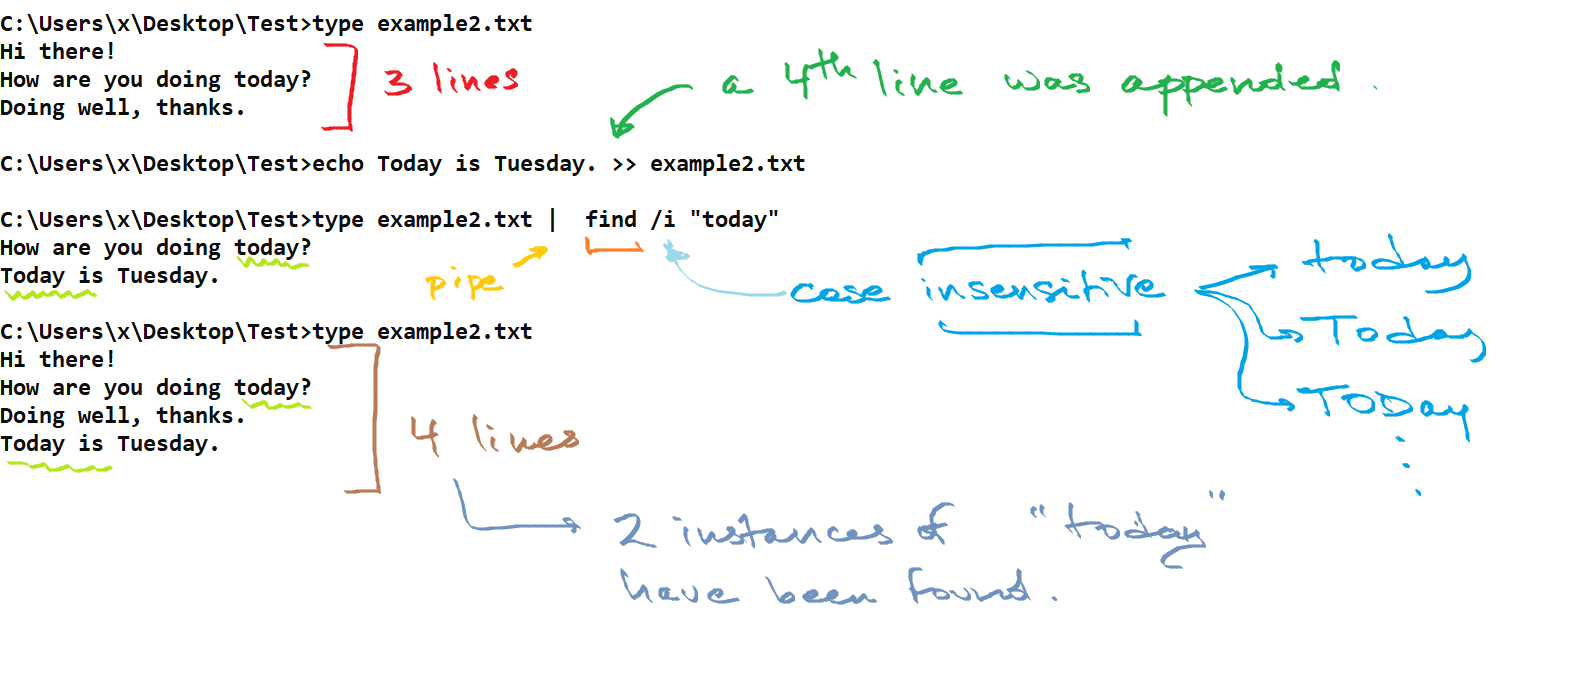 C:\Users\x\Desktop\Test>type example2.txt
Hi there!
How are you doing today?
Doing well, thanks.
3 lines
a 4th line was appended.
C:\Users\x\Desktop\Test>echo Today is Tuesday. >> example2.txt
C:\Users\x\Desktop\Test>type example2.txt |  find /i "today"
How are you doing today?
Today is Tuesday.
pipe
case insensitive
today
Today
TODay
C:\Users\x\Desktop\Test>type example2.txt
Hi there!
How are you doing today?
Doing well, thanks.
Today is Tuesday.
4 lines
2 instances of "today"
have been found.